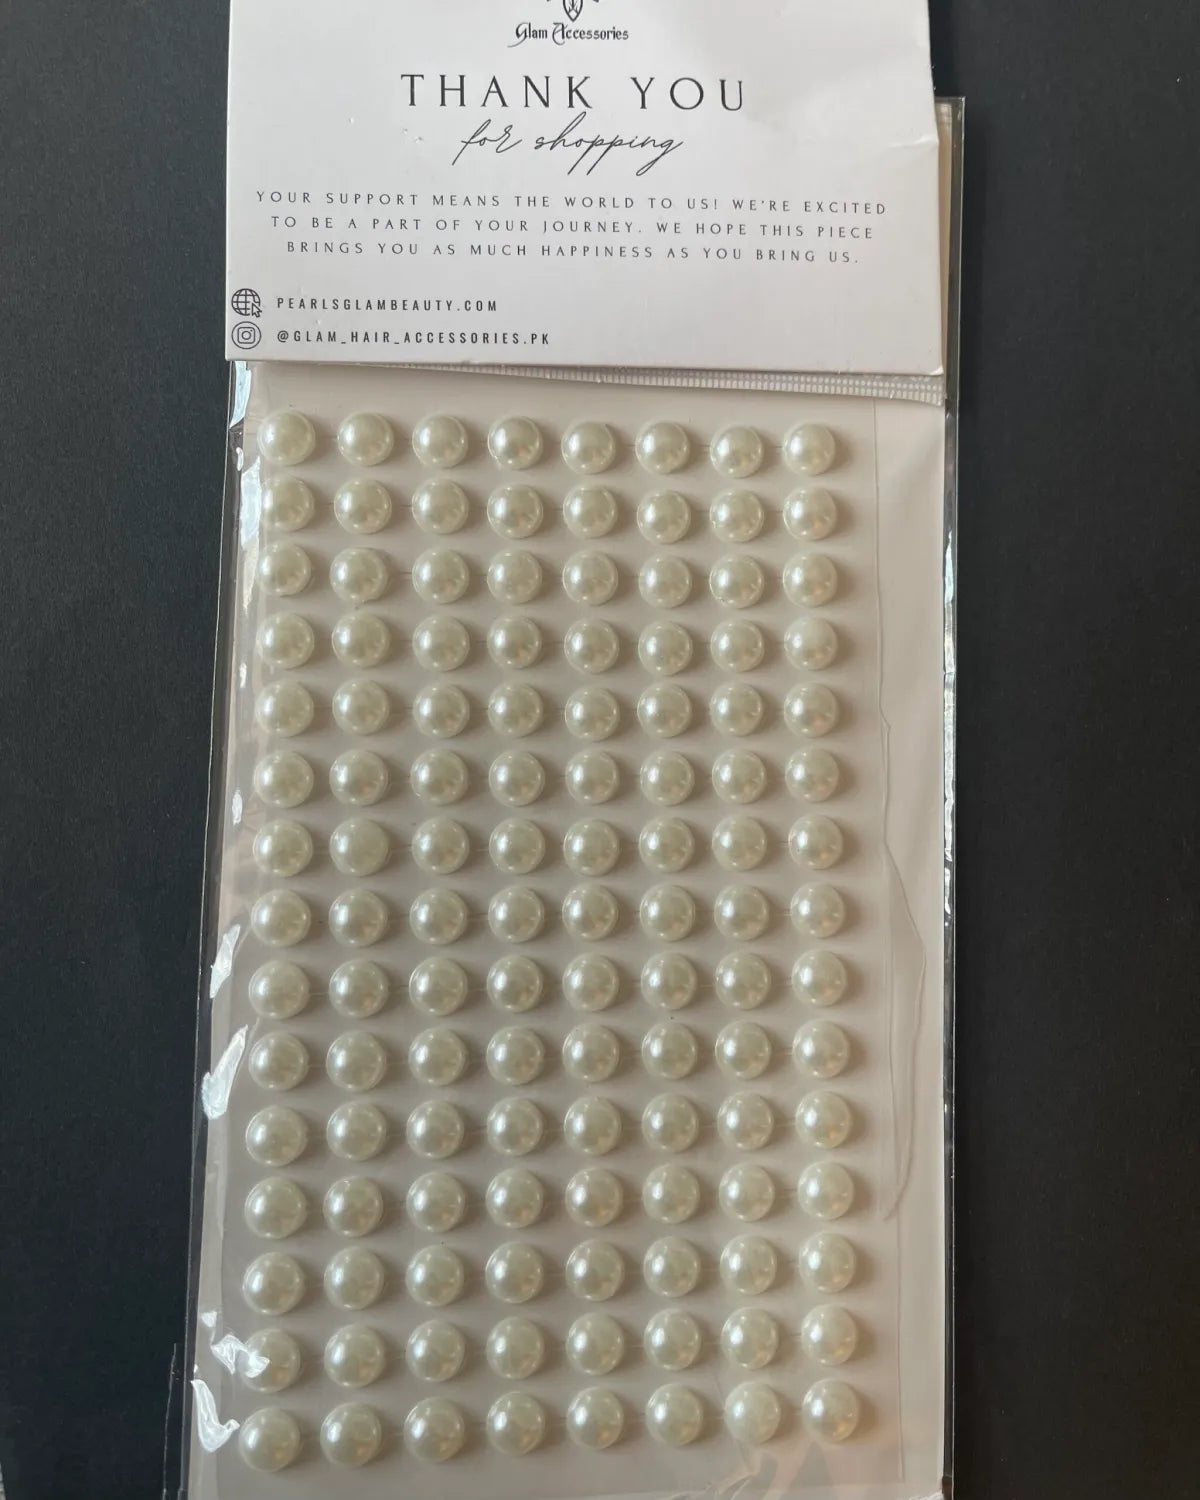 Glam Accessories
THANK YOU
for shopping
YOUR SUPPORT MEANS THE WORLD TO US! WE'RE EXCITED
TO BE A PART OF YOUR JOURNEY. WE HOPE THIS PIECE
BRINGS YOU AS MUCH HAPPINESS AS YOU BRING US.
PEARLSGLAMBEAUTY.COM
@GLAM_HAIR_ACCESSORIES.PK